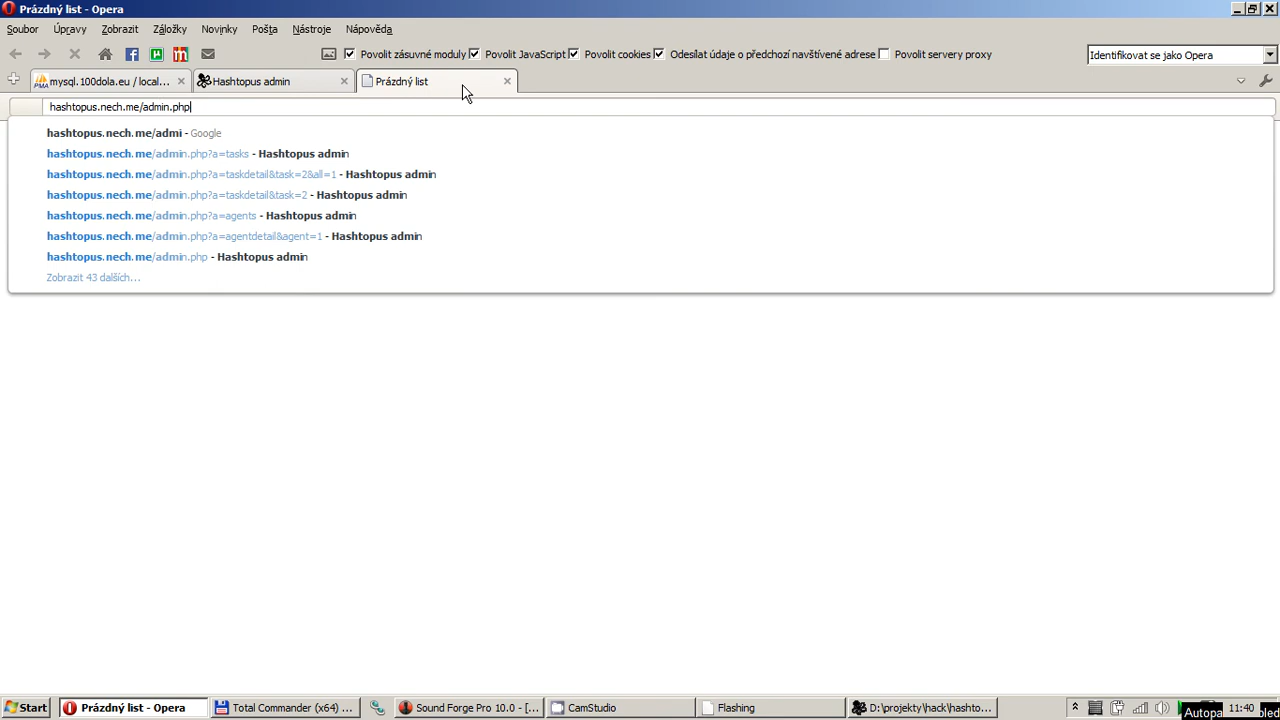 Prázdný list - Opera
Soubor Úpravy Zobrazit Záložky Novinky Pošta Nástroje Nápověda
Povolit zásuvné moduly Povolit JavaScript Povolit cookies Odesílat údaje o předchozí navštívené adrese Povolit servery proxy Identifikovat se jako Opera
PMA mysql.100dola.eu / local... Hashtopus admin Prázdný list
hashtopus.nech.me/admin.php
hashtopus.nech.me/admi - Google
hashtopus.nech.me/admin.php?a=tasks - Hashtopus admin
hashtopus.nech.me/admin.php?a=taskdetail&task=2&all=1 - Hashtopus admin
hashtopus.nech.me/admin.php?a=taskdetail&task=2 - Hashtopus admin
hashtopus.nech.me/admin.php?a=agents - Hashtopus admin
hashtopus.nech.me/admin.php?a=agentdetail&agent=1 - Hashtopus admin
hashtopus.nech.me/admin.php - Hashtopus admin
Zobrazit 43 dalších...
Start Prázdný list - Opera Total Commander (x64) ... Sound Forge Pro 10.0 - [... CamStudio Flashing D:\projekty\hack\hashto... 11:40